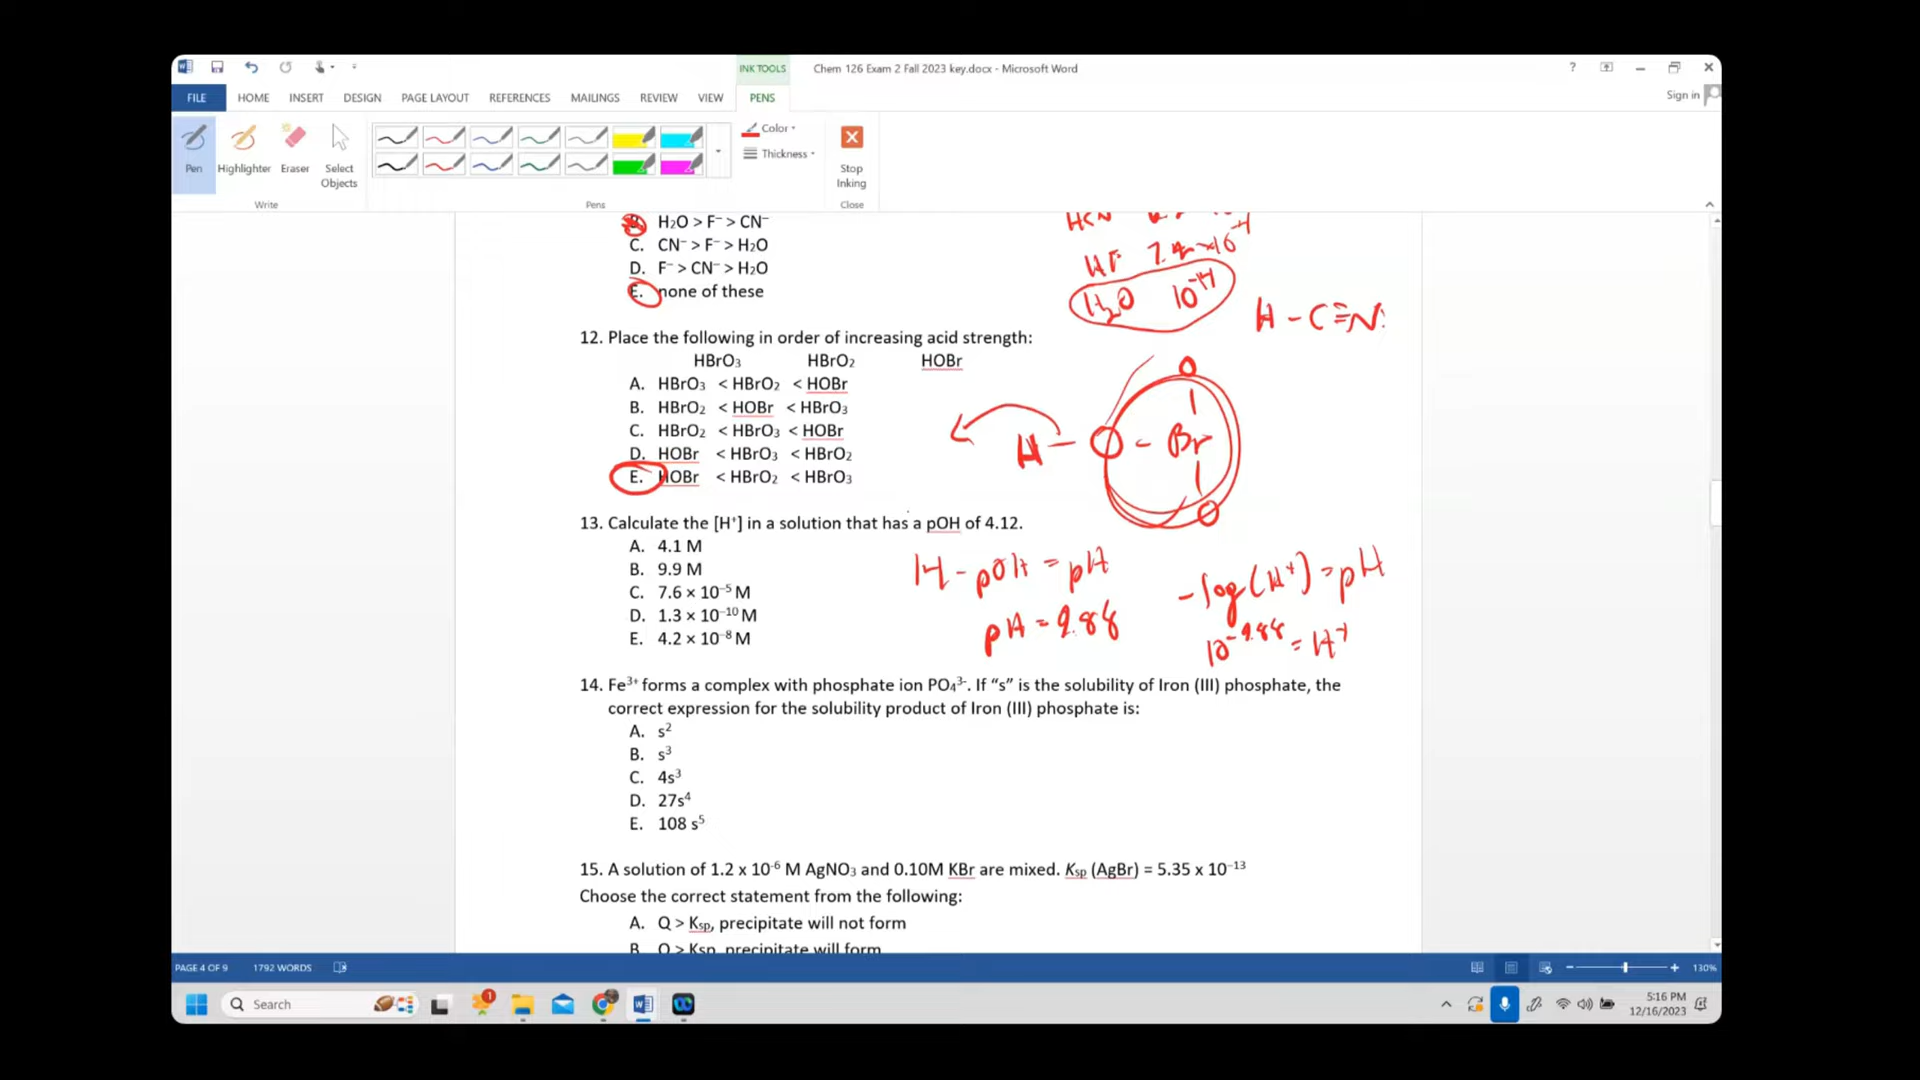 INK TOOLS
Chem 126 Exam 2 Fall 2023 key.docx - Microsoft Word
FILE HOME INSERT DESIGN PAGE LAYOUT REFERENCES MAILINGS REVIEW VIEW PENS
Sign in
Pen Highlighter Eraser Select Objects
Color
Thickness
Stop Inking
Write Pens Close
H₂O > F⁻ > CN⁻
C. CN⁻ > F⁻ > H₂O
D. F⁻ > CN⁻ > H₂O
E. none of these
HCN
HF 7.2 x 10⁻⁴
H₂O 10⁻¹⁴
H - C≡N:
12. Place the following in order of increasing acid strength:
HBrO₃ HBrO₂ HOBr
A. HBrO₃ < HBrO₂ < HOBr
B. HBrO₂ < HOBr < HBrO₃
C. HBrO₂ < HBrO₃ < HOBr
D. HOBr < HBrO₃ < HBrO₂
E. HOBr < HBrO₂ < HBrO₃
O
H - O - Br
O
13. Calculate the [H⁺] in a solution that has a pOH of 4.12.
A. 4.1 M
B. 9.9 M
C. 7.6 × 10⁻⁵ M
D. 1.3 × 10⁻¹⁰ M
E. 4.2 × 10⁻⁸ M
14 - pOH = pH
pH = 9.88
-log(H⁺) = pH
10⁻⁹·⁸⁸ = H⁺
14. Fe³⁺ forms a complex with phosphate ion PO₄³⁻. If “s” is the solubility of Iron (III) phosphate, the
correct expression for the solubility product of Iron (III) phosphate is:
A. s²
B. s³
C. 4s³
D. 27s⁴
E. 108 s⁵
15. A solution of 1.2 x 10⁻⁶ M AgNO₃ and 0.10M KBr are mixed. Ksp (AgBr) = 5.35 x 10⁻¹³
Choose the correct statement from the following:
A. Q > Ksp, precipitate will not form
B. Q > Ksp, precipitate will form
PAGE 4 OF 9 1792 WORDS
130%
Search
1
5:16 PM
12/16/2023